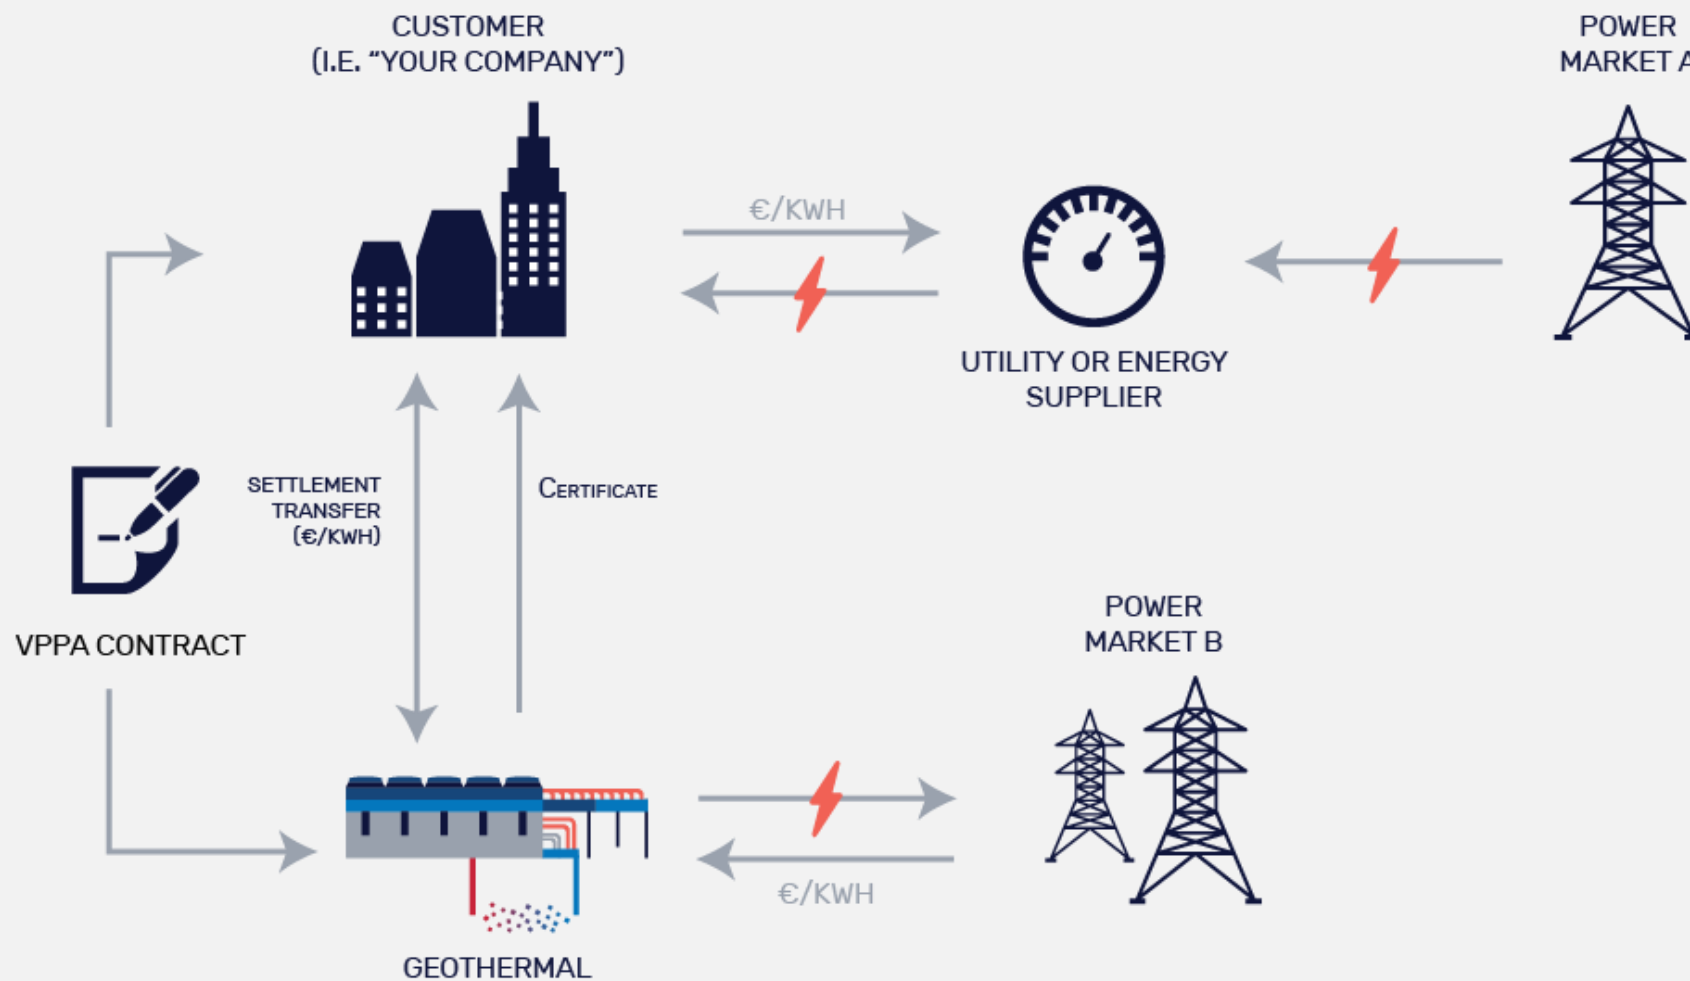 CUSTOMER
(I.E. “YOUR COMPANY”)
POWER
MARKET A
€/KWH
UTILITY OR ENERGY
SUPPLIER
SETTLEMENT
TRANSFER
(€/KWH)
CERTIFICATE
VPPA CONTRACT
POWER
MARKET B
€/KWH
GEOTHERMAL